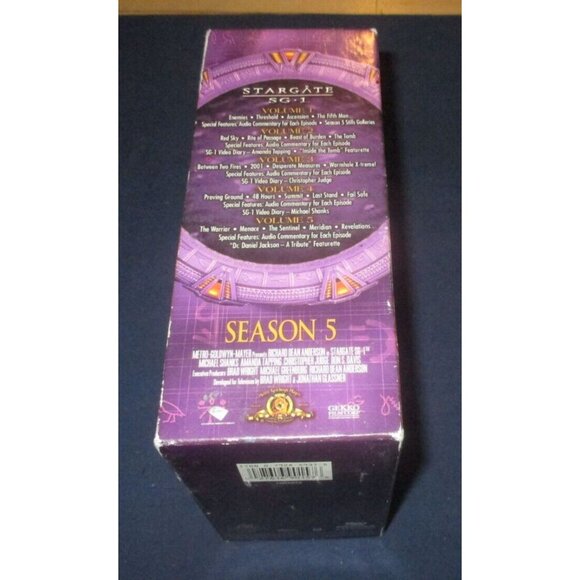 STARGATE
SG·1
VOLUME 1
Enemies • Threshold • Ascension • The Fifth Man
Special Features: Audio Commentary for Each Episode • Season 5 Stills Galleries
VOLUME 2
Red Sky • Rite of Passage • Beast of Burden • The Tomb
Special Features: Audio Commentary for Each Episode
SG-1 Video Diary – Amanda Tapping • "Inside the Tomb" Featurette
VOLUME 3
Between Two Fires • 2001 • Desperate Measures • Wormhole X-treme!
Special Features: Audio Commentary for Each Episode
SG-1 Video Diary – Christopher Judge
VOLUME 4
Proving Ground • 48 Hours • Summit • Last Stand • Fail Safe
Special Features: Audio Commentary for Each Episode
SG-1 Video Diary – Michael Shanks
VOLUME 5
The Warrior • Menace • The Sentinel • Meridian • Revelations
Special Features: Audio Commentary for Each Episode
"Dr. Daniel Jackson – A Tribute" Featurette
SEASON 5
METRO-GOLDWYN-MAYER Presents RICHARD DEAN ANDERSON in STARGATE SG-1
MICHAEL SHANKS AMANDA TAPPING CHRISTOPHER JUDGE DON S. DAVIS
Executive Producers BRAD WRIGHT MICHAEL GREENBURG RICHARD DEAN ANDERSON
Developed for Television by BRAD WRIGHT & JONATHAN GLASSNER
GEKKO